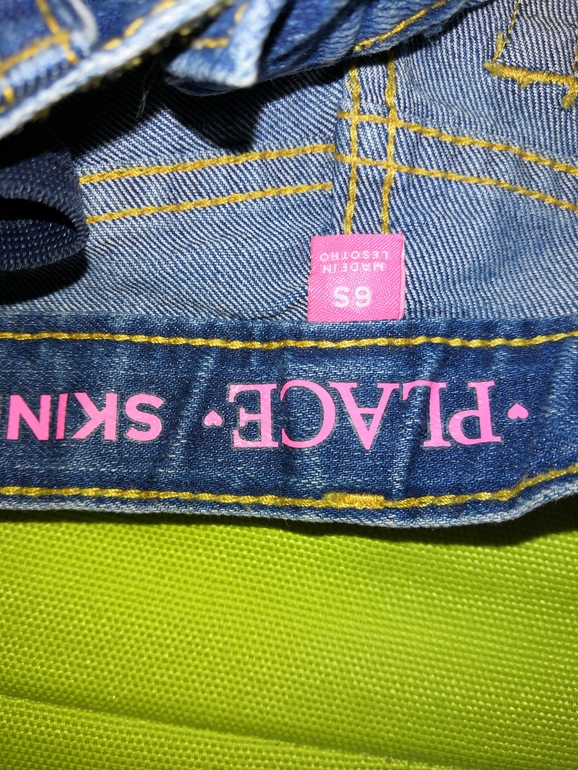 ♥ PLACE ♥ SKIN
6S
MADE IN
LESOTHO